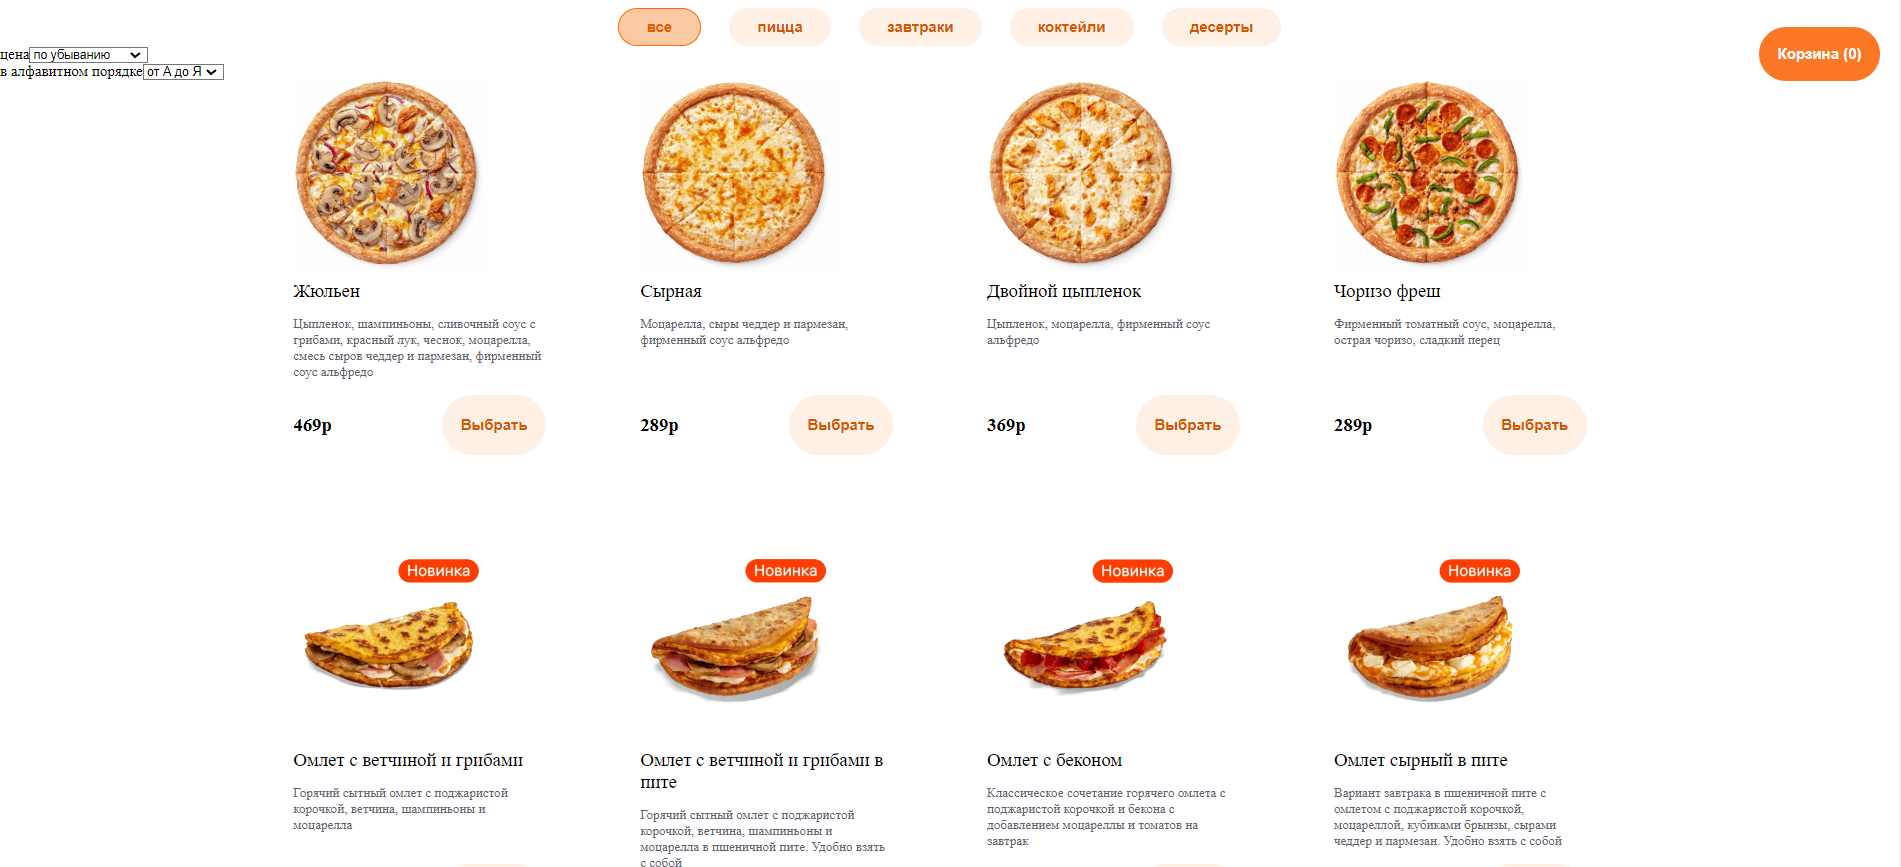 все
пицца
завтраки
коктейли
десерты
Корзина (0)
цена по убыванию
в алфавитном порядке от А до Я
Жюльен
Цыпленок, шампиньоны, сливочный соус с
грибами, красный лук, чеснок, моцарелла,
смесь сыров чеддер и пармезан, фирменный
соус альфредо
469р
Выбрать
Сырная
Моцарелла, сыры чеддер и пармезан,
фирменный соус альфредо
289р
Выбрать
Двойной цыпленок
Цыпленок, моцарелла, фирменный соус
альфредо
369р
Выбрать
Чоризо фреш
Фирменный томатный соус, моцарелла,
острая чоризо, сладкий перец
289р
Выбрать
Новинка
Омлет с ветчиной и грибами
Горячий сытный омлет с поджаристой
корочкой, ветчина, шампиньоны и
моцарелла
Новинка
Омлет с ветчиной и грибами в
пите
Горячий сытный омлет с поджаристой
корочкой, ветчина, шампиньоны и
моцарелла в пшеничной пите. Удобно взять
с собой
Новинка
Омлет с беконом
Классическое сочетание горячего омлета с
поджаристой корочкой и бекона с
добавлением моцареллы и томатов на
завтрак
Новинка
Омлет сырный в пите
Вариант завтрака в пшеничной пите с
омлетом с поджаристой корочкой,
моцареллой, кубиками брынзы, сырами
чеддер и пармезан. Удобно взять с собой